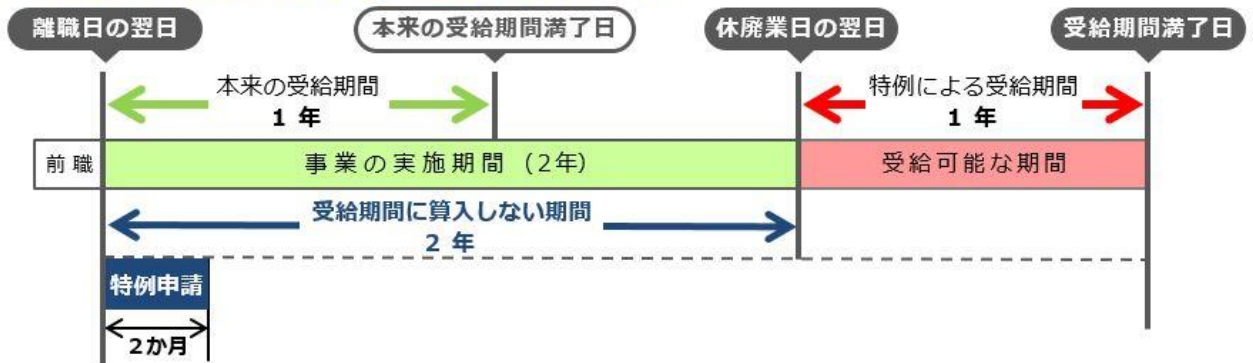 離職日の翌日
本来の受給期間満了日
休廃業日の翌日
受給期間満了日
本来の受給期間
1 年
特例による受給期間
1 年
前職
事業の実施期間（2年）
受給可能な期間
受給期間に算入しない期間
2 年
特例申請
2か月